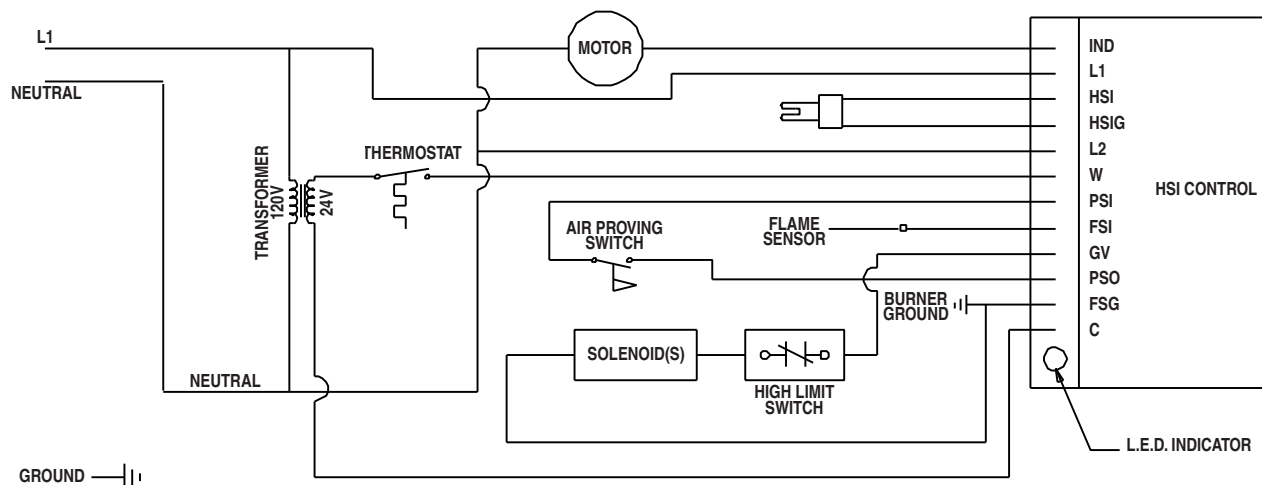 L1
NEUTRAL
MOTOR
TRANSFORMER
120V
24V
THERMOSTAT
AIR PROVING
SWITCH
FLAME
SENSOR
BURNER
GROUND
SOLENOID(S)
HIGH LIMIT
SWITCH
NEUTRAL
GROUND
IND
L1
HSI
HSIG
L2
W
PSI
FSI
GV
PSO
FSG
C
HSI CONTROL
L.E.D. INDICATOR